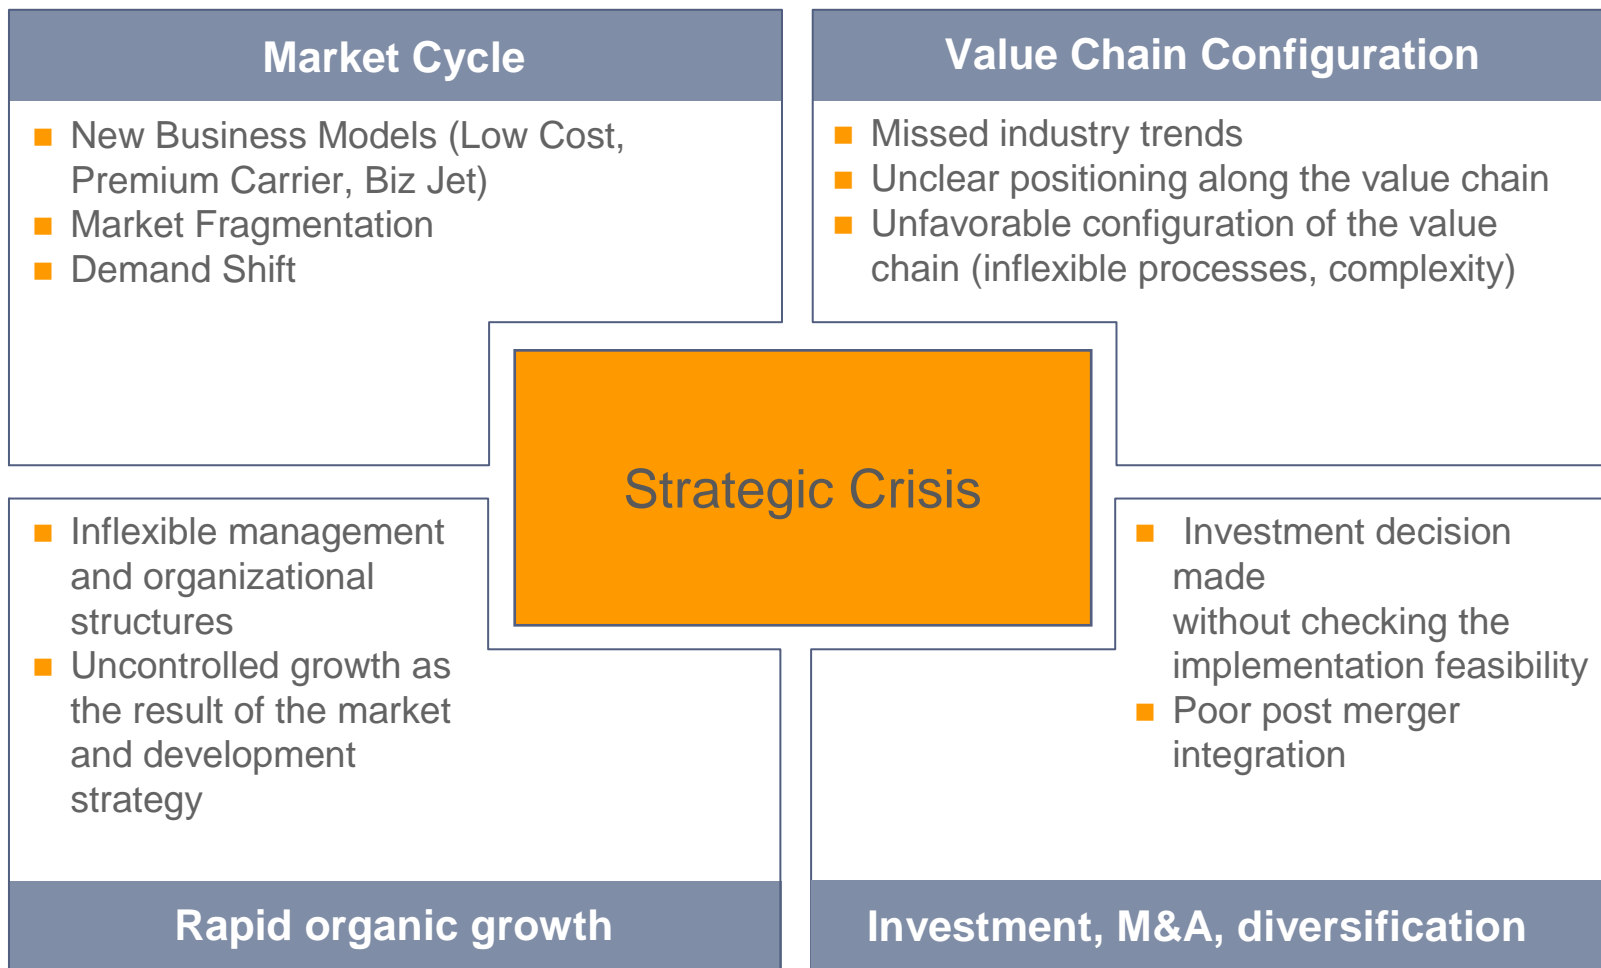 Market Cycle
New Business Models (Low Cost,
Premium Carrier, Biz Jet)
Market Fragmentation
Demand Shift
Value Chain Configuration
Missed industry trends
Unclear positioning along the value chain
Unfavorable configuration of the value
chain (inflexible processes, complexity)
Strategic Crisis
Inflexible management
and organizational
structures
Uncontrolled growth as
the result of the market
and development
strategy
Rapid organic growth
Investment decision
made
without checking the
implementation feasibility
Poor post merger
integration
Investment, M&A, diversification